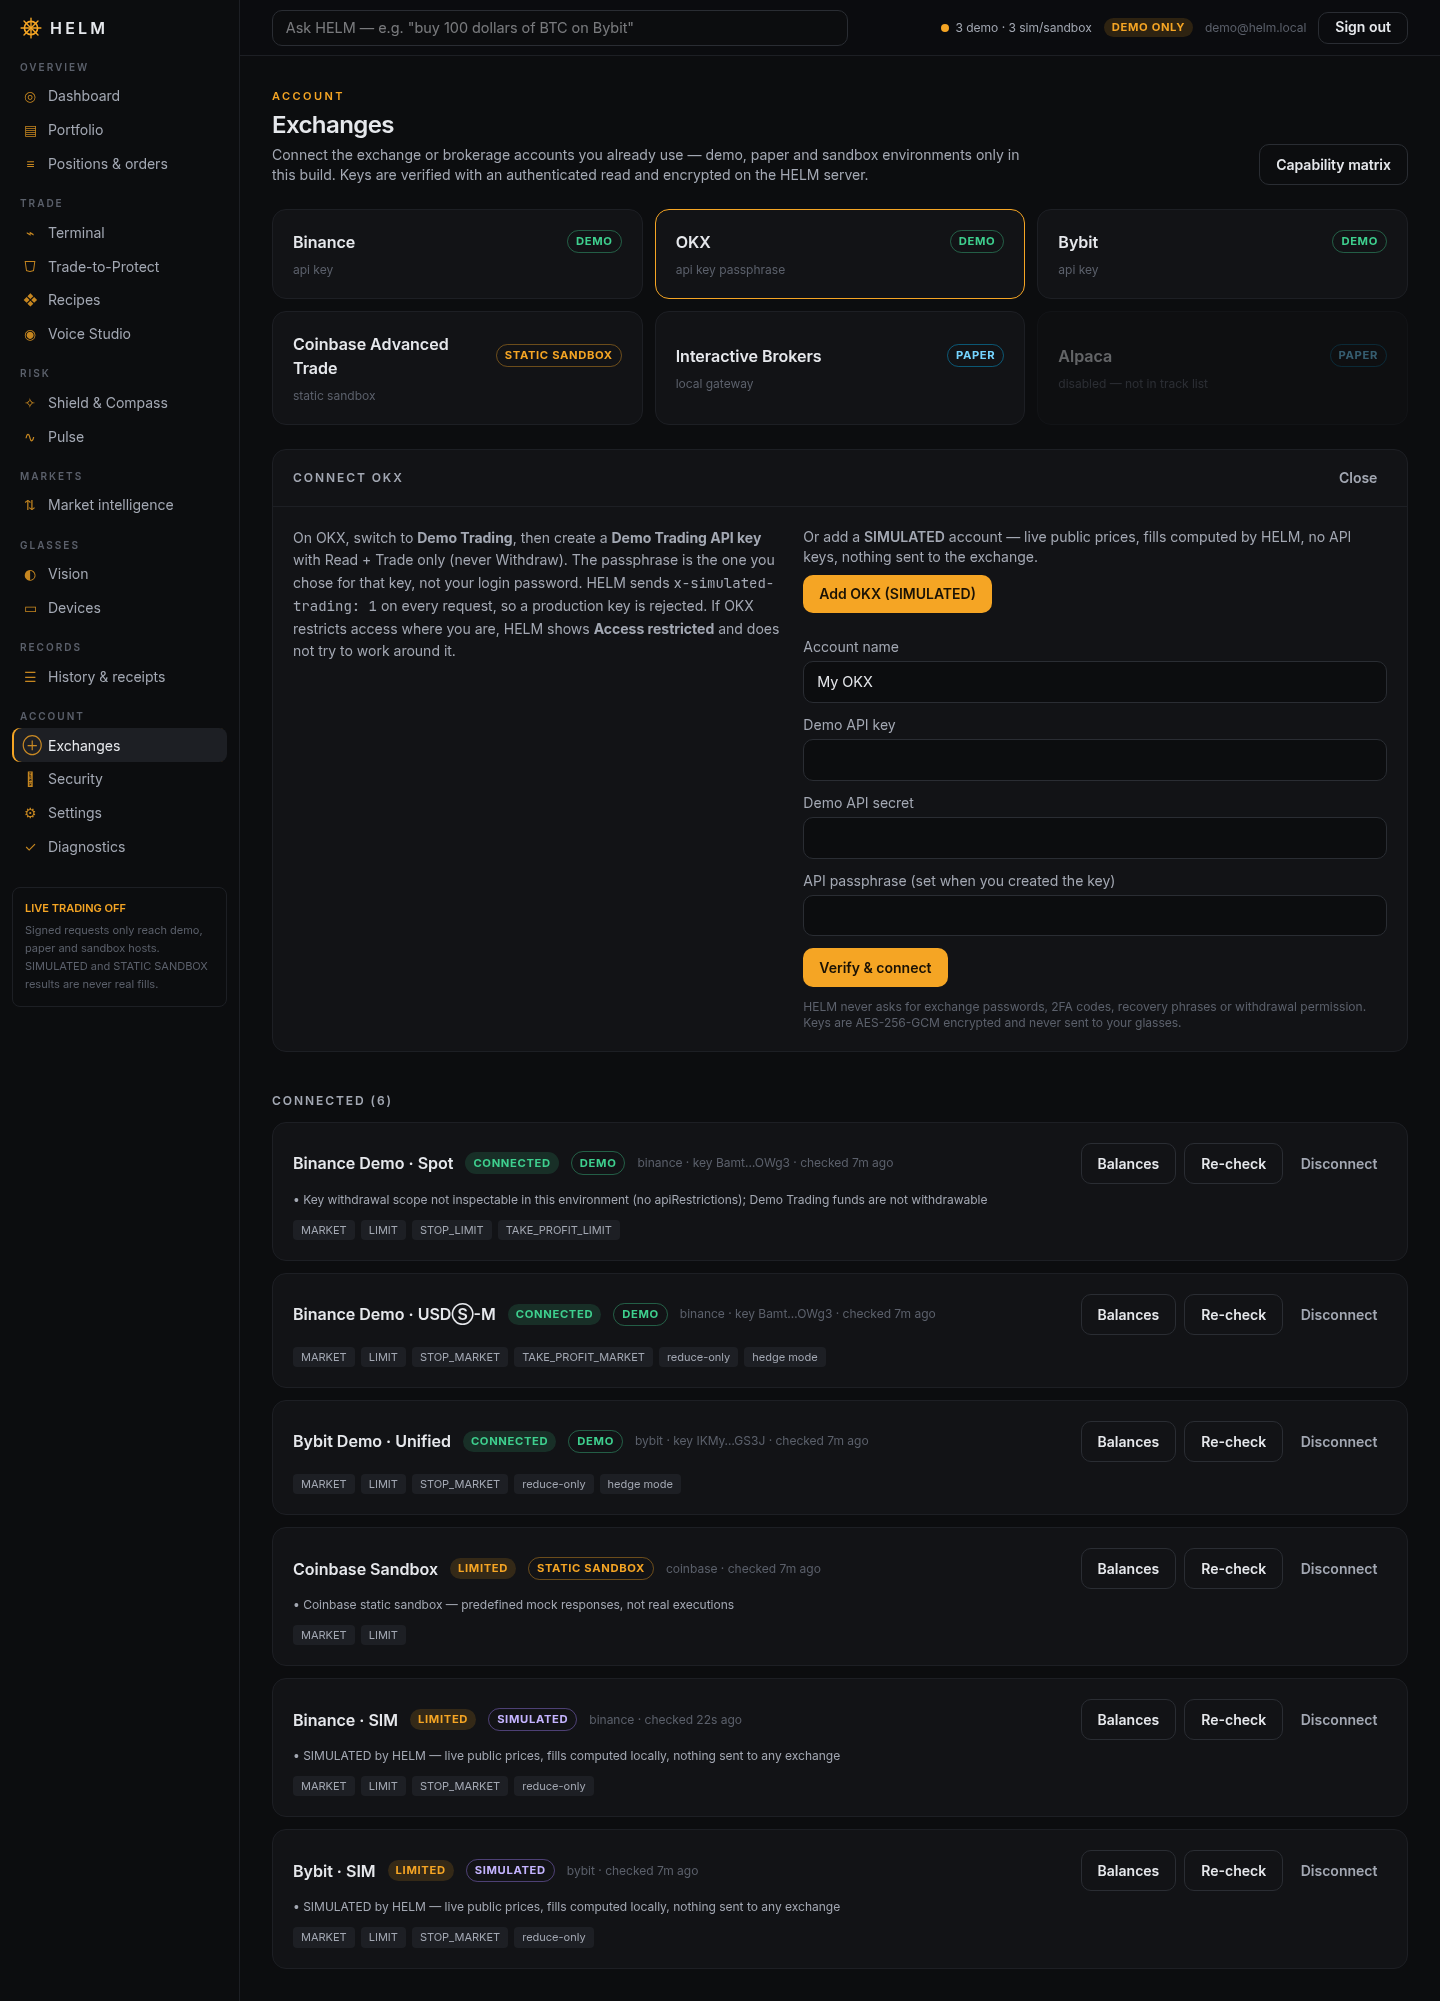 HELM
Ask HELM — e.g. "buy 100 dollars of BTC on Bybit"
3 demo · 3 sim/sandbox
DEMO ONLY
demo@helm.local
Sign out
OVERVIEW
Dashboard
Portfolio
Positions & orders
TRADE
Terminal
Trade-to-Protect
Recipes
Voice Studio
RISK
Shield & Compass
Pulse
MARKETS
Market intelligence
GLASSES
Vision
Devices
RECORDS
History & receipts
ACCOUNT
Exchanges
Security
Settings
Diagnostics
LIVE TRADING OFF
Signed requests only reach demo,
paper and sandbox hosts.
SIMULATED and STATIC SANDBOX
results are never real fills.
ACCOUNT
Exchanges
Connect the exchange or brokerage accounts you already use — demo, paper and sandbox environments only in
this build. Keys are verified with an authenticated read and encrypted on the HELM server.
Capability matrix
Binance
DEMO
api key
OKX
DEMO
api key passphrase
Bybit
DEMO
api key
Coinbase Advanced
Trade
STATIC SANDBOX
static sandbox
Interactive Brokers
PAPER
local gateway
Alpaca
PAPER
disabled — not in track list
CONNECT OKX
Close
On OKX, switch to Demo Trading, then create a Demo Trading API key
with Read + Trade only (never Withdraw). The passphrase is the one you
chose for that key, not your login password. HELM sends x-simulated-
trading: 1 on every request, so a production key is rejected. If OKX
restricts access where you are, HELM shows Access restricted and does
not try to work around it.
Or add a SIMULATED account — live public prices, fills computed by HELM, no API
keys, nothing sent to the exchange.
Add OKX (SIMULATED)
Account name
My OKX
Demo API key
Demo API secret
API passphrase (set when you created the key)
Verify & connect
HELM never asks for exchange passwords, 2FA codes, recovery phrases or withdrawal permission.
Keys are AES-256-GCM encrypted and never sent to your glasses.
CONNECTED (6)
Binance Demo · Spot CONNECTED DEMO binance · key Bamt…OWg3 · checked 7m ago
Balances Re-check Disconnect
• Key withdrawal scope not inspectable in this environment (no apiRestrictions); Demo Trading funds are not withdrawable
MARKET LIMIT STOP_LIMIT TAKE_PROFIT_LIMIT
Binance Demo · USDⓈ-M CONNECTED DEMO binance · key Bamt…OWg3 · checked 7m ago
Balances Re-check Disconnect
MARKET LIMIT STOP_MARKET TAKE_PROFIT_MARKET reduce-only hedge mode
Bybit Demo · Unified CONNECTED DEMO bybit · key IKMy…GS3J · checked 7m ago
Balances Re-check Disconnect
MARKET LIMIT STOP_MARKET reduce-only hedge mode
Coinbase Sandbox LIMITED STATIC SANDBOX coinbase · checked 7m ago
Balances Re-check Disconnect
• Coinbase static sandbox — predefined mock responses, not real executions
MARKET LIMIT
Binance · SIM LIMITED SIMULATED binance · checked 22s ago
Balances Re-check Disconnect
• SIMULATED by HELM — live public prices, fills computed locally, nothing sent to any exchange
MARKET LIMIT STOP_MARKET reduce-only
Bybit · SIM LIMITED SIMULATED bybit · checked 7m ago
Balances Re-check Disconnect
• SIMULATED by HELM — live public prices, fills computed locally, nothing sent to any exchange
MARKET LIMIT STOP_MARKET reduce-only